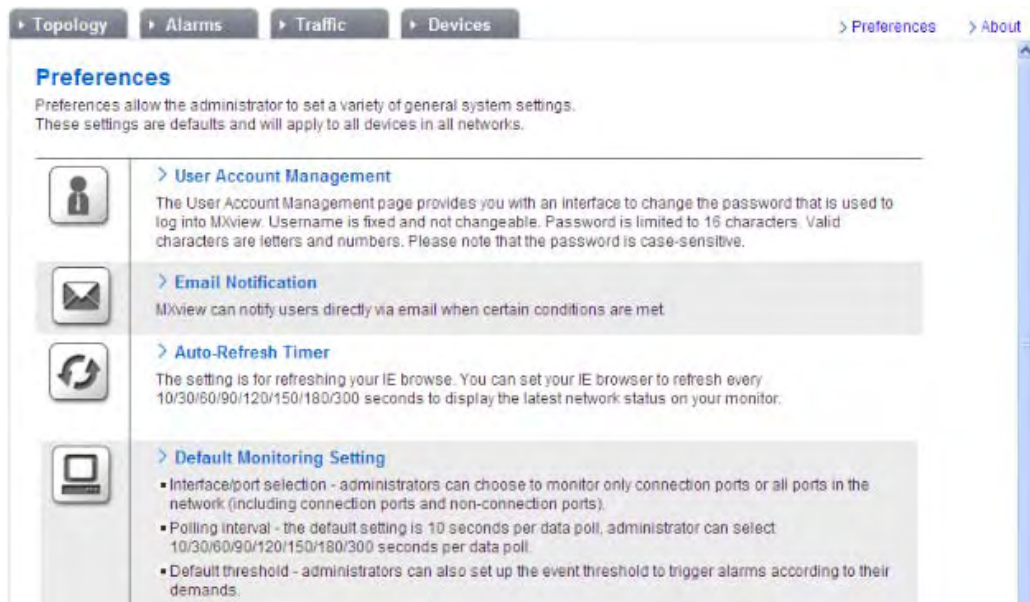 Topology
Alarms
Traffic
Devices
> Preferences
> About
Preferences
Preferences allow the administrator to set a variety of general system settings.
These settings are defaults and will apply to all devices in all networks.
> User Account Management
The User Account Management page provides you with an interface to change the password that is used to
log into MXview. Username is fixed and not changeable. Password is limited to 16 characters. Valid
characters are letters and numbers. Please note that the password is case-sensitive.
> Email Notification
MXview can notify users directly via email when certain conditions are met.
> Auto-Refresh Timer
The setting is for refreshing your IE browse. You can set your IE browser to refresh every
10/30/60/90/120/150/180/300 seconds to display the latest network status on your monitor.
> Default Monitoring Setting
▪ Interface/port selection - administrators can choose to monitor only connection ports or all ports in the
network (including connection ports and non-connection ports).
▪ Polling interval - the default setting is 10 seconds per data poll, administrator can select
10/30/60/90/120/150/180/300 seconds per data poll.
▪ Default threshold - administrators can also set up the event threshold to trigger alarms according to their
demands.